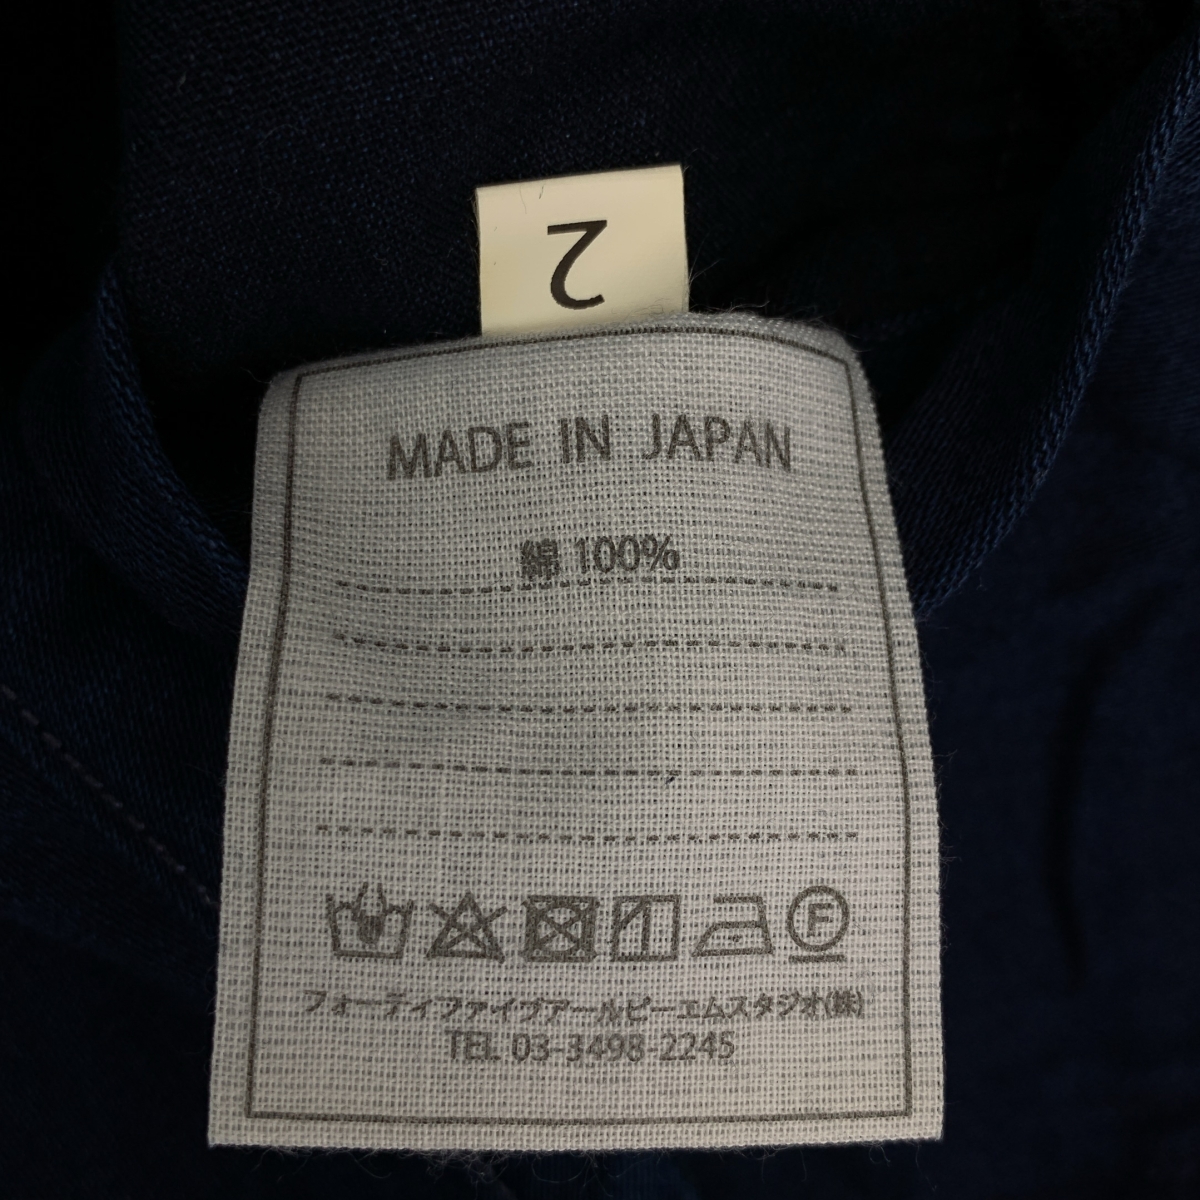 2
MADE IN JAPAN
綿 100%
F
フォーティファイブアールピーエムスタジオ(株)
TEL 03-3498-2245